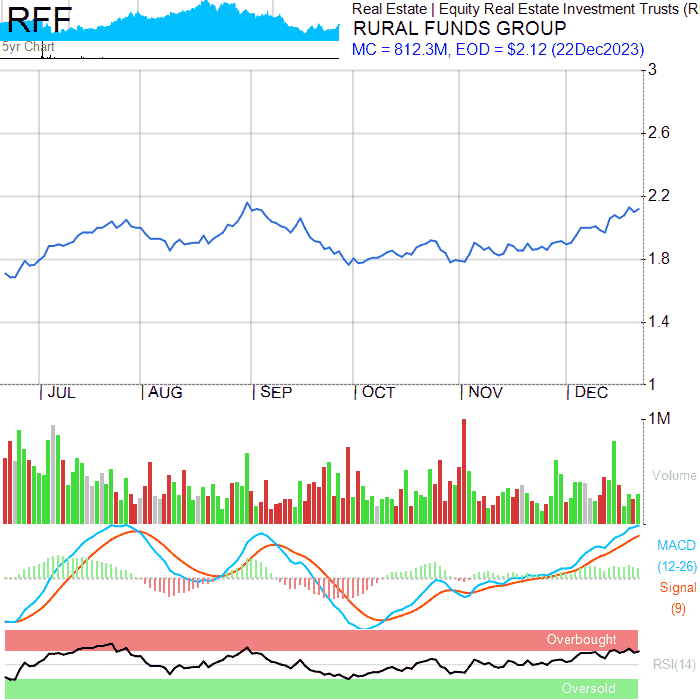 RFF
5yr Chart
Real Estate | Equity Real Estate Investment Trusts (R
RURAL FUNDS GROUP
MC = 812.3M, EOD = $2.12 (22Dec2023)
3
2.6
2.2
1.8
1.4
1
JUL AUG SEP OCT NOV DEC
1M
Volume
MACD
(12-26)
Signal
(9)
Overbought
RSI(14)
Oversold